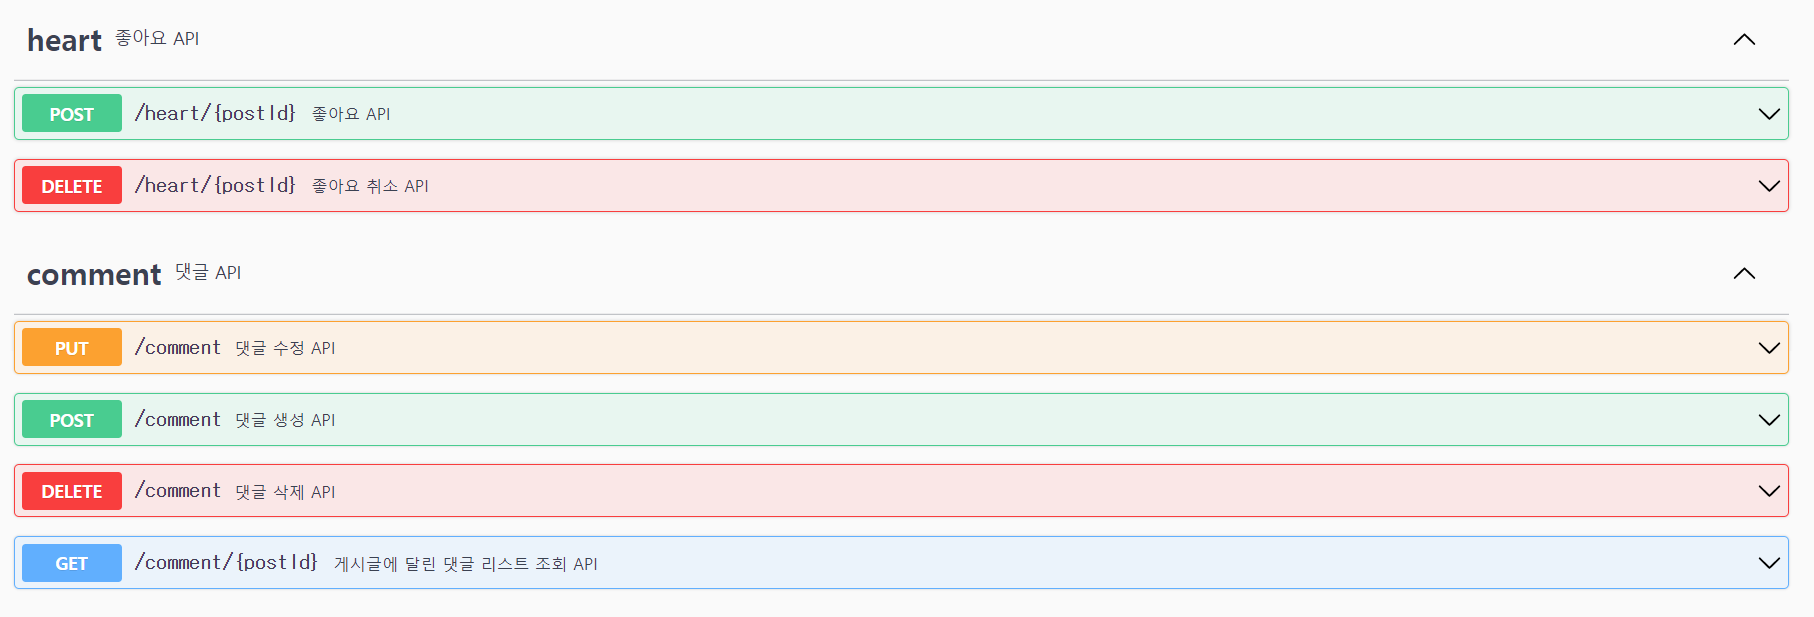 heart 좋아요 API
POST /heart/{postId} 좋아요 API
DELETE /heart/{postId} 좋아요 취소 API
comment 댓글 API
PUT /comment 댓글 수정 API
POST /comment 댓글 생성 API
DELETE /comment 댓글 삭제 API
GET /comment/{postId} 게시글에 달린 댓글 리스트 조회 API